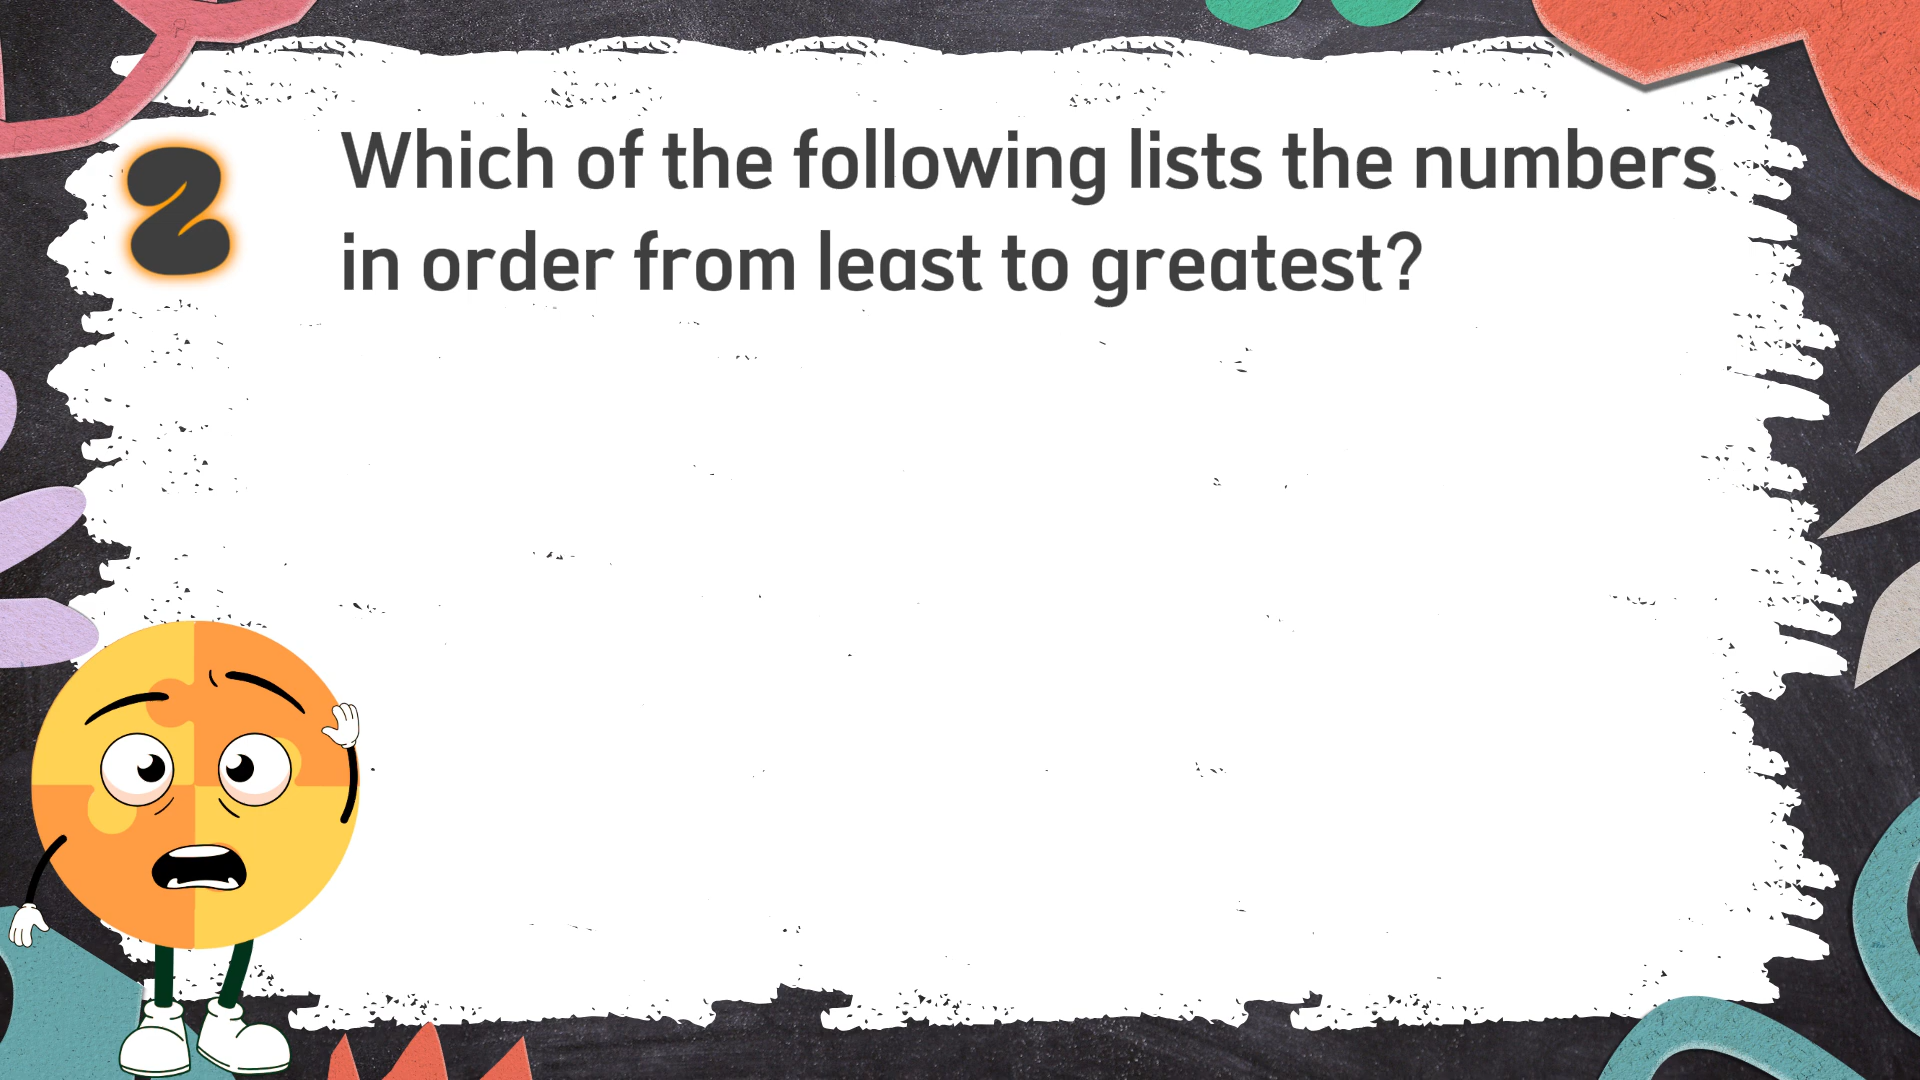 2 Which of the following lists the numbers
in order from least to greatest?